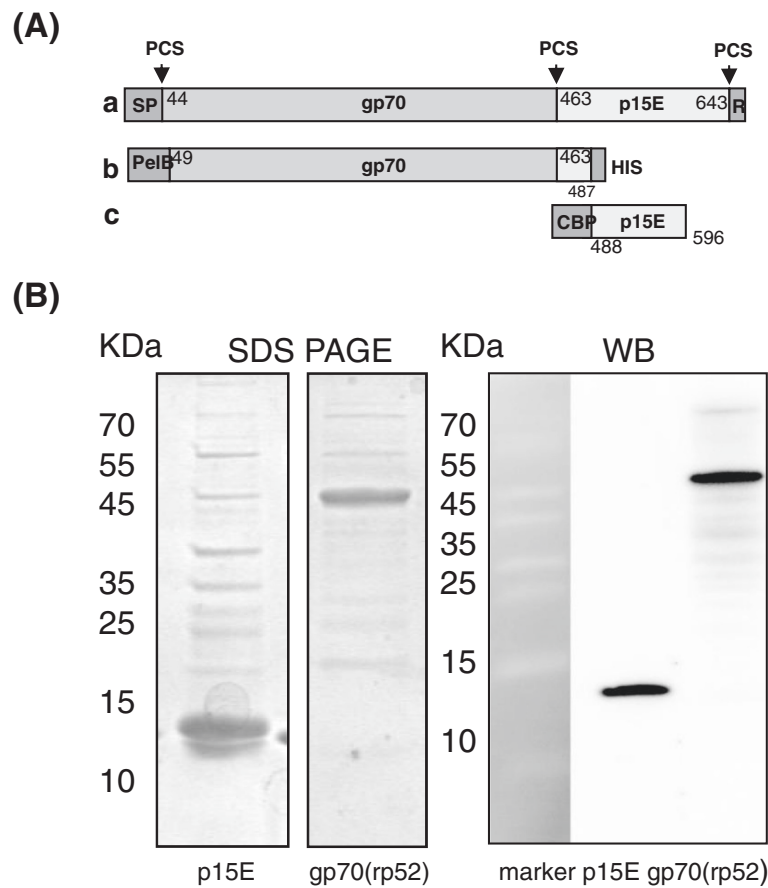 (A)
PCS PCS PCS
a SP 44 gp70 463 p15E 643 R
b PelB 49 gp70 463 HIS
487
c CBP p15E 596
488
(B)
KDa SDS PAGE KDa WB
70 70
55 55
45 45
35 35
25 25
15 15
10 10
p15E gp70(rp52) marker p15E gp70(rp52)